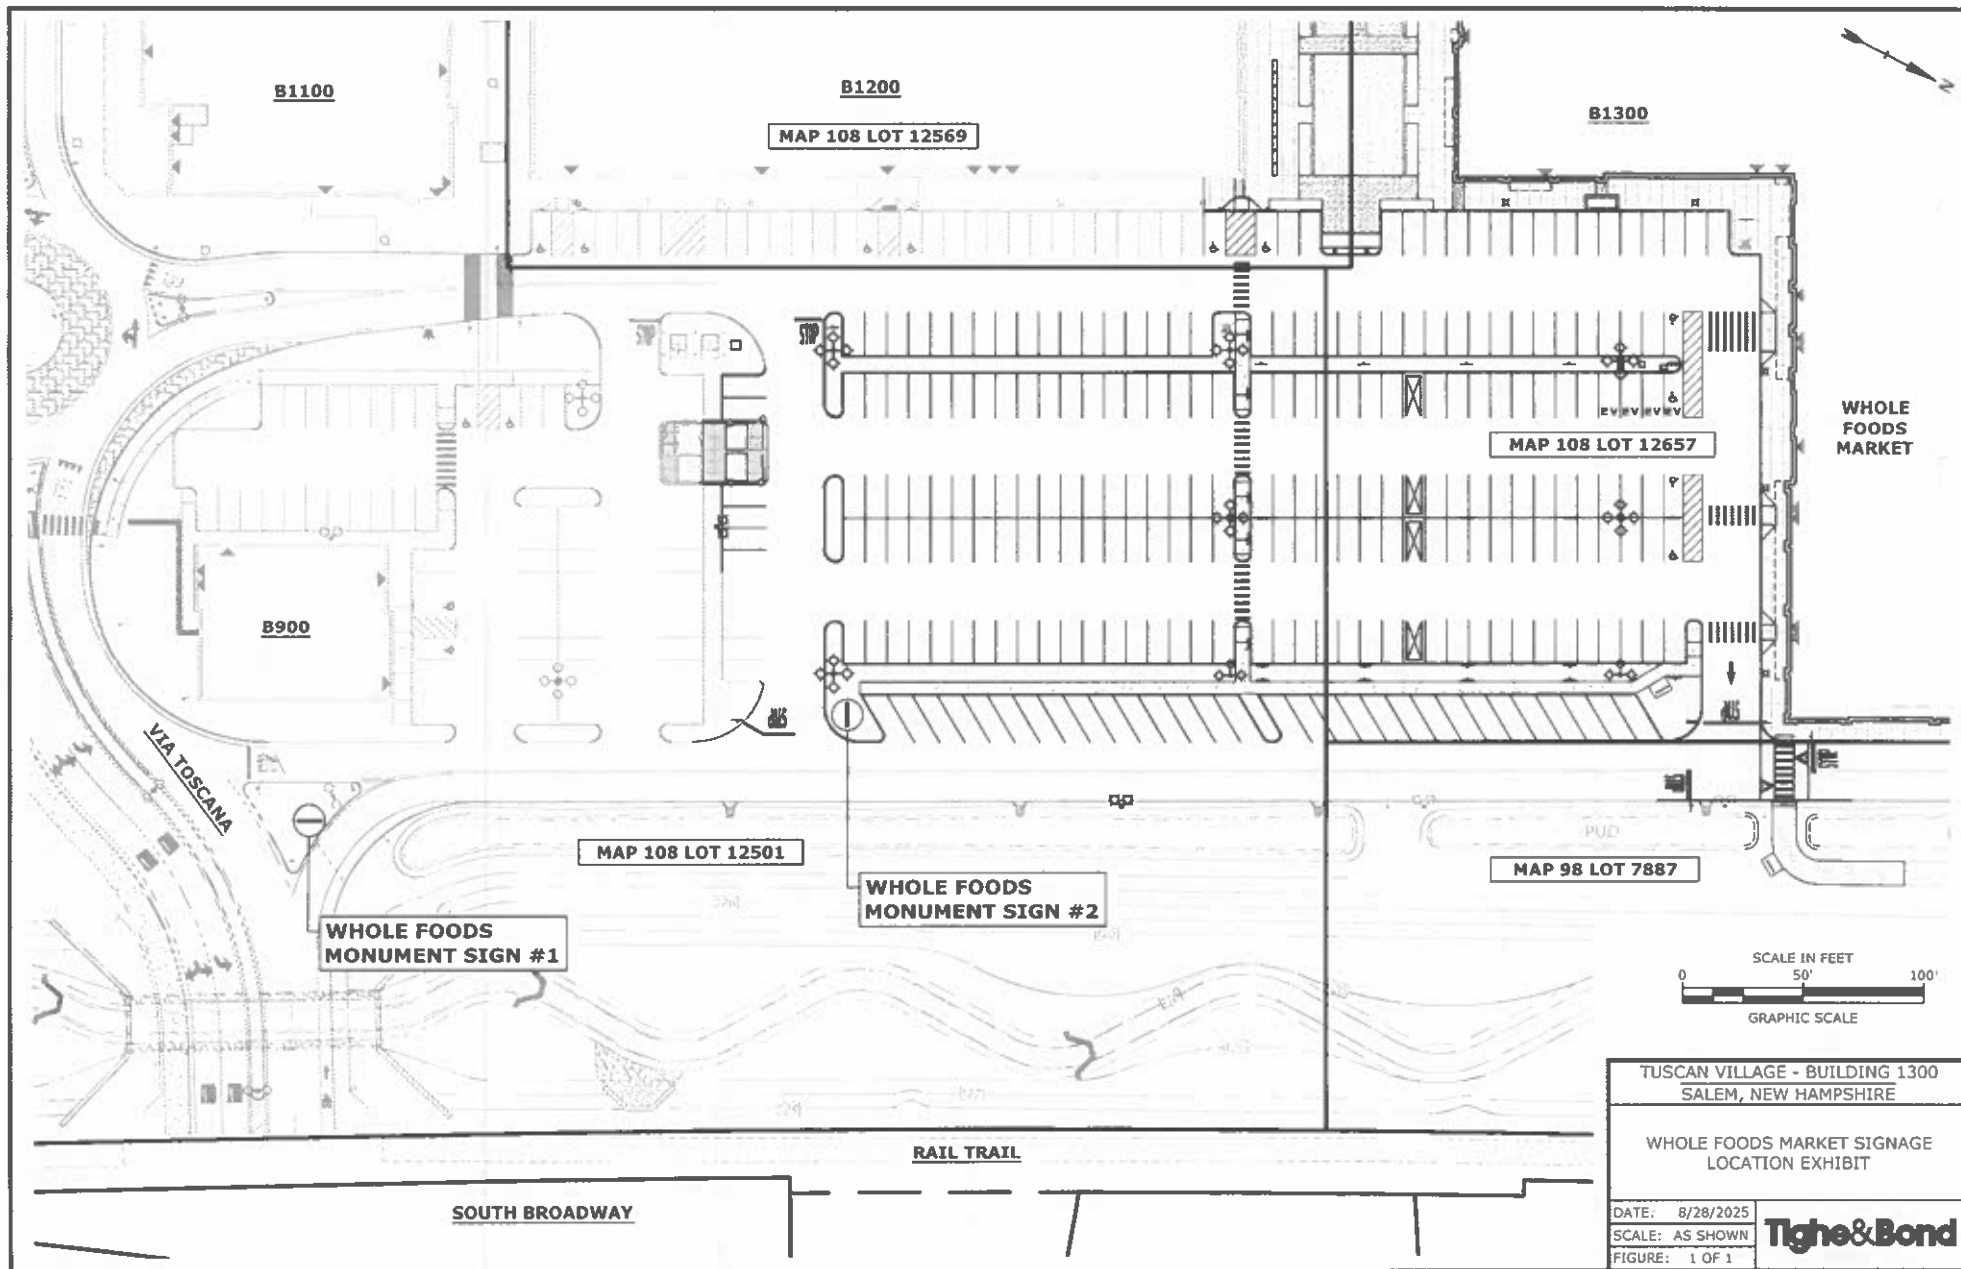 B1100
B1200
MAP 108 LOT 12569
B1300
N
STOP
STOP
EV EV EV EV
MAP 108 LOT 12657
WHOLE
FOODS
MARKET
B900
VIA TOSCANA
STOP
PUD
MAP 108 LOT 12501
MAP 98 LOT 7887
WHOLE FOODS
MONUMENT SIGN #2
WHOLE FOODS
MONUMENT SIGN #1
SCALE IN FEET
0 50' 100'
GRAPHIC SCALE
TUSCAN VILLAGE - BUILDING 1300
SALEM, NEW HAMPSHIRE
WHOLE FOODS MARKET SIGNAGE
LOCATION EXHIBIT
RAIL TRAIL
SOUTH BROADWAY
DATE: 8/28/2025
SCALE: AS SHOWN
FIGURE: 1 OF 1
Tighe&Bond